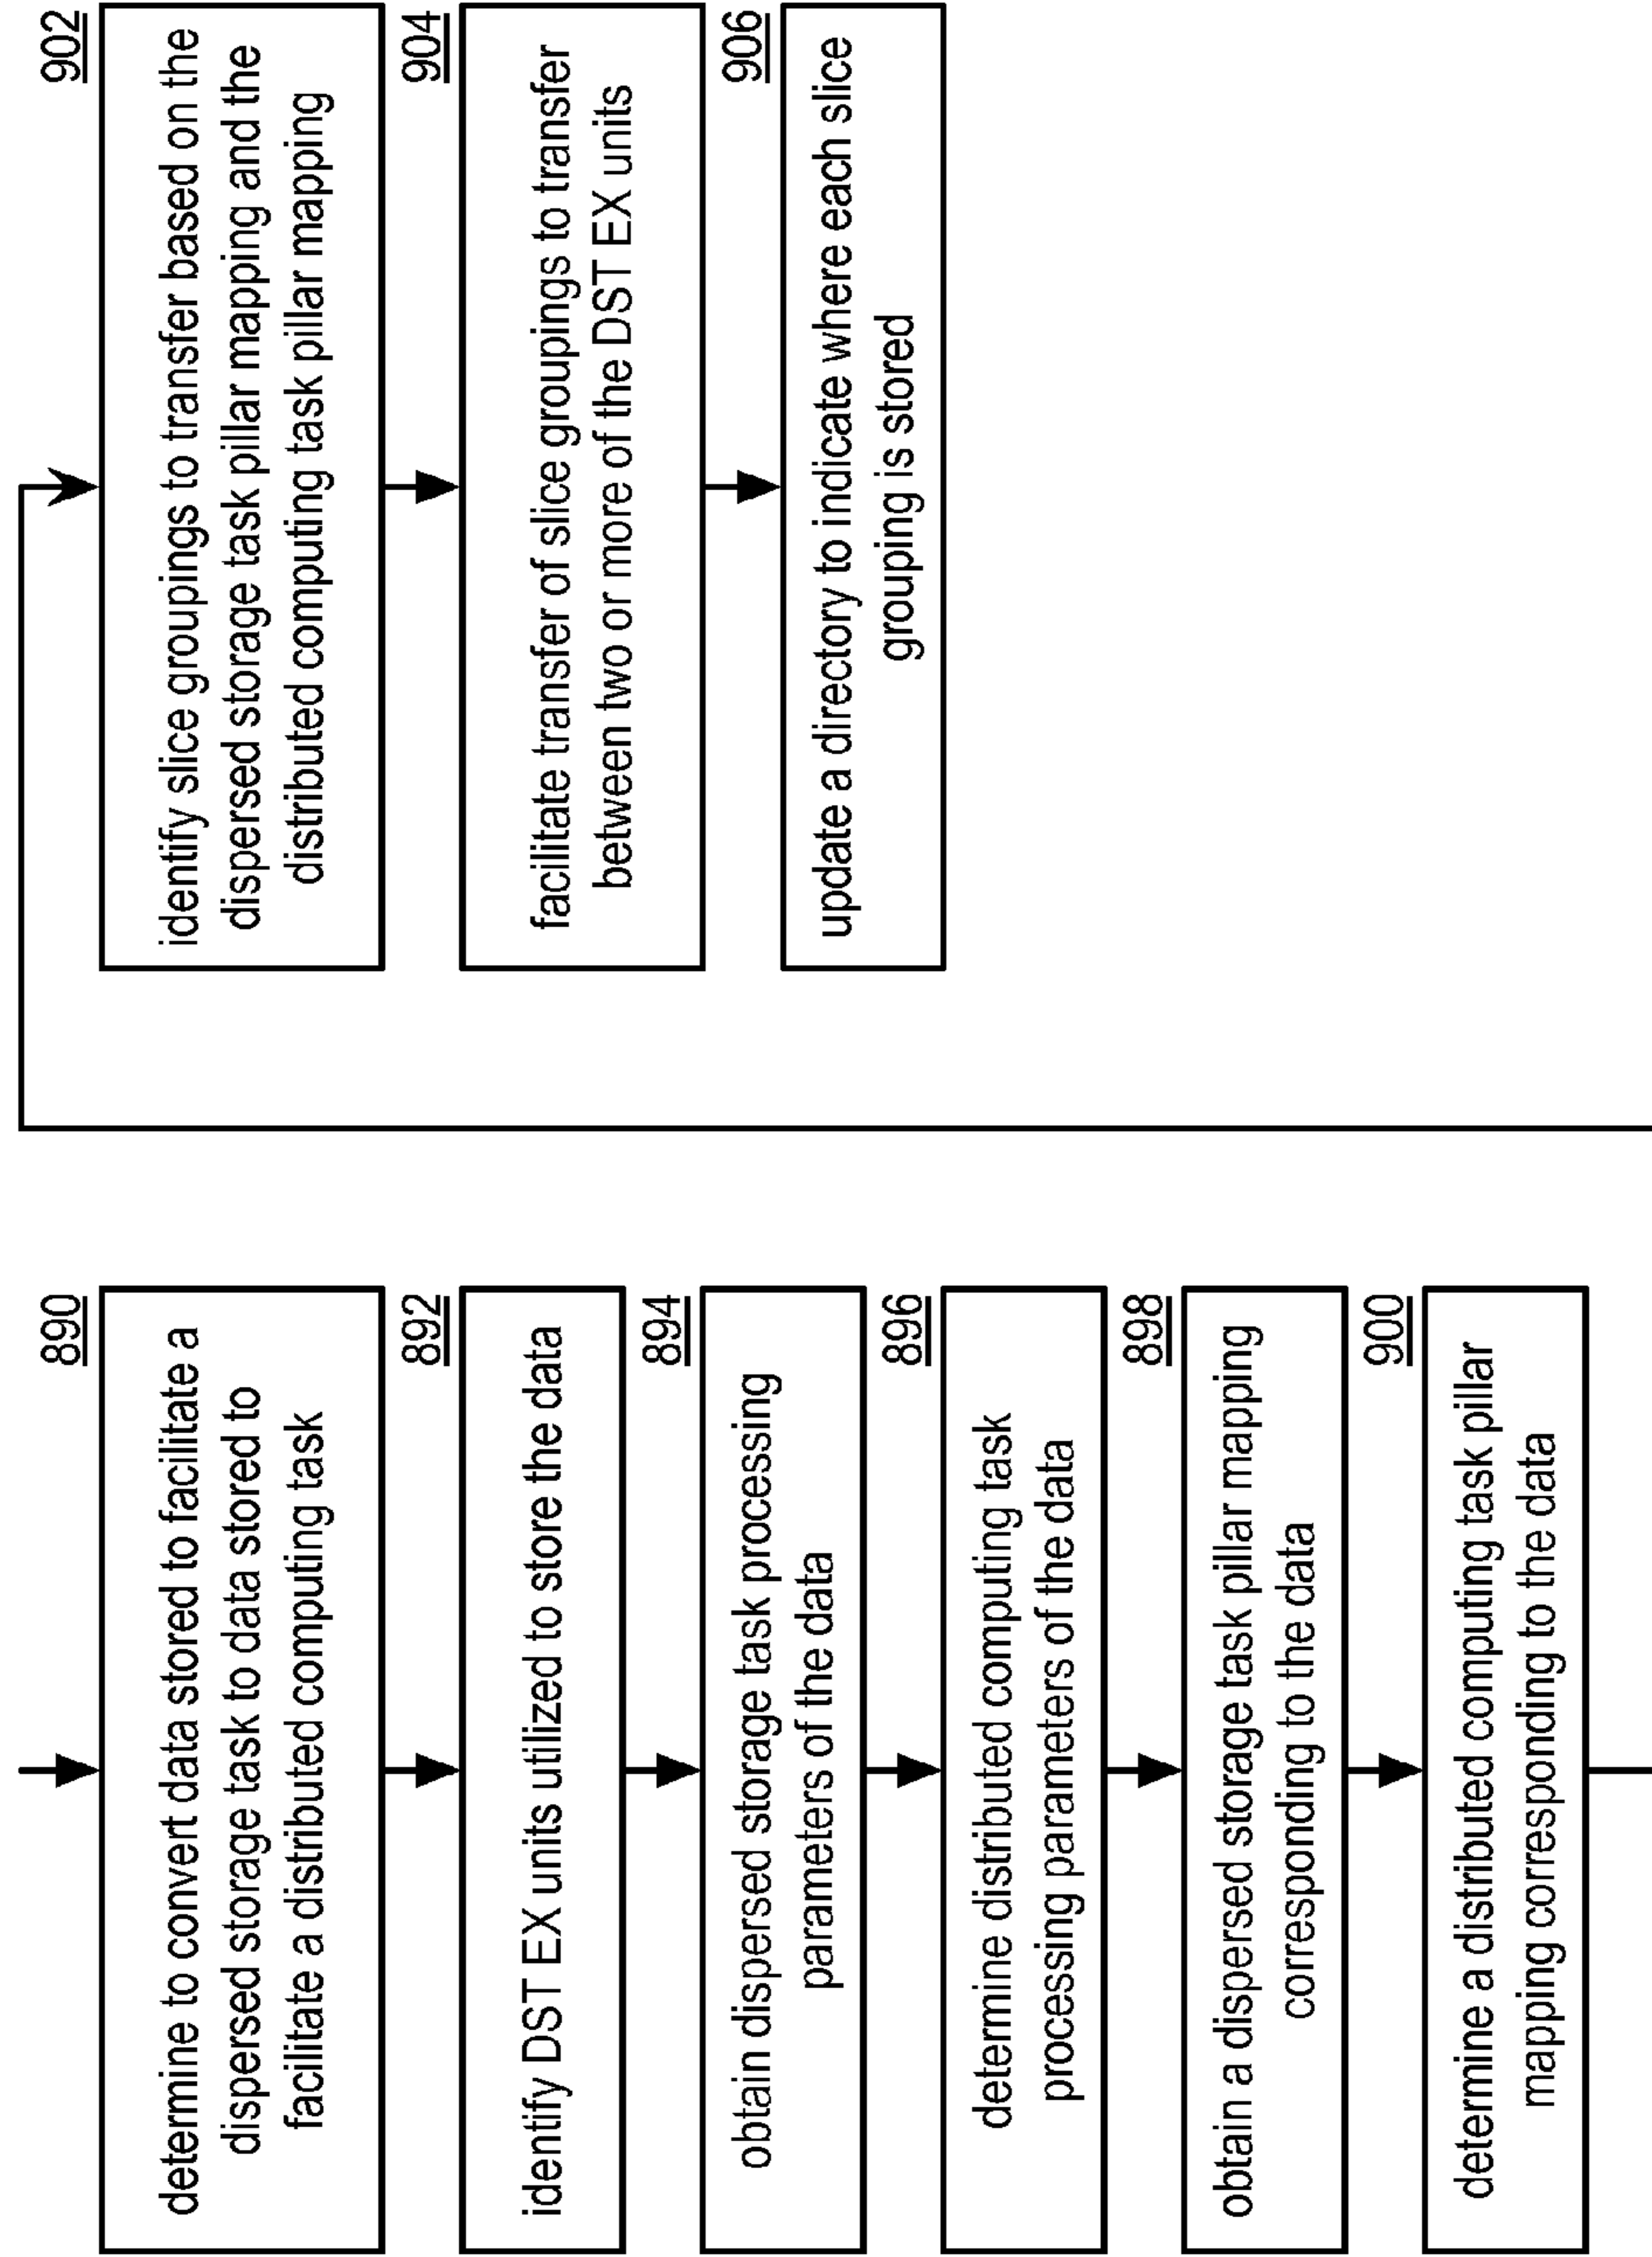 890
determine to convert data stored to facilitate a
dispersed storage task to data stored to
facilitate a distributed computing task
892
identify DST EX units utilized to store the data
894
obtain dispersed storage task processing
parameters of the data
896
determine distributed computing task
processing parameters of the data
898
obtain a dispersed storage task pillar mapping
corresponding to the data
900
determine a distributed computing task pillar
mapping corresponding to the data
902
identify slice groupings to transfer based on the
dispersed storage task pillar mapping and the
distributed computing task pillar mapping
904
facilitate transfer of slice groupings to transfer
between two or more of the DST EX units
906
update a directory to indicate where each slice
grouping is stored